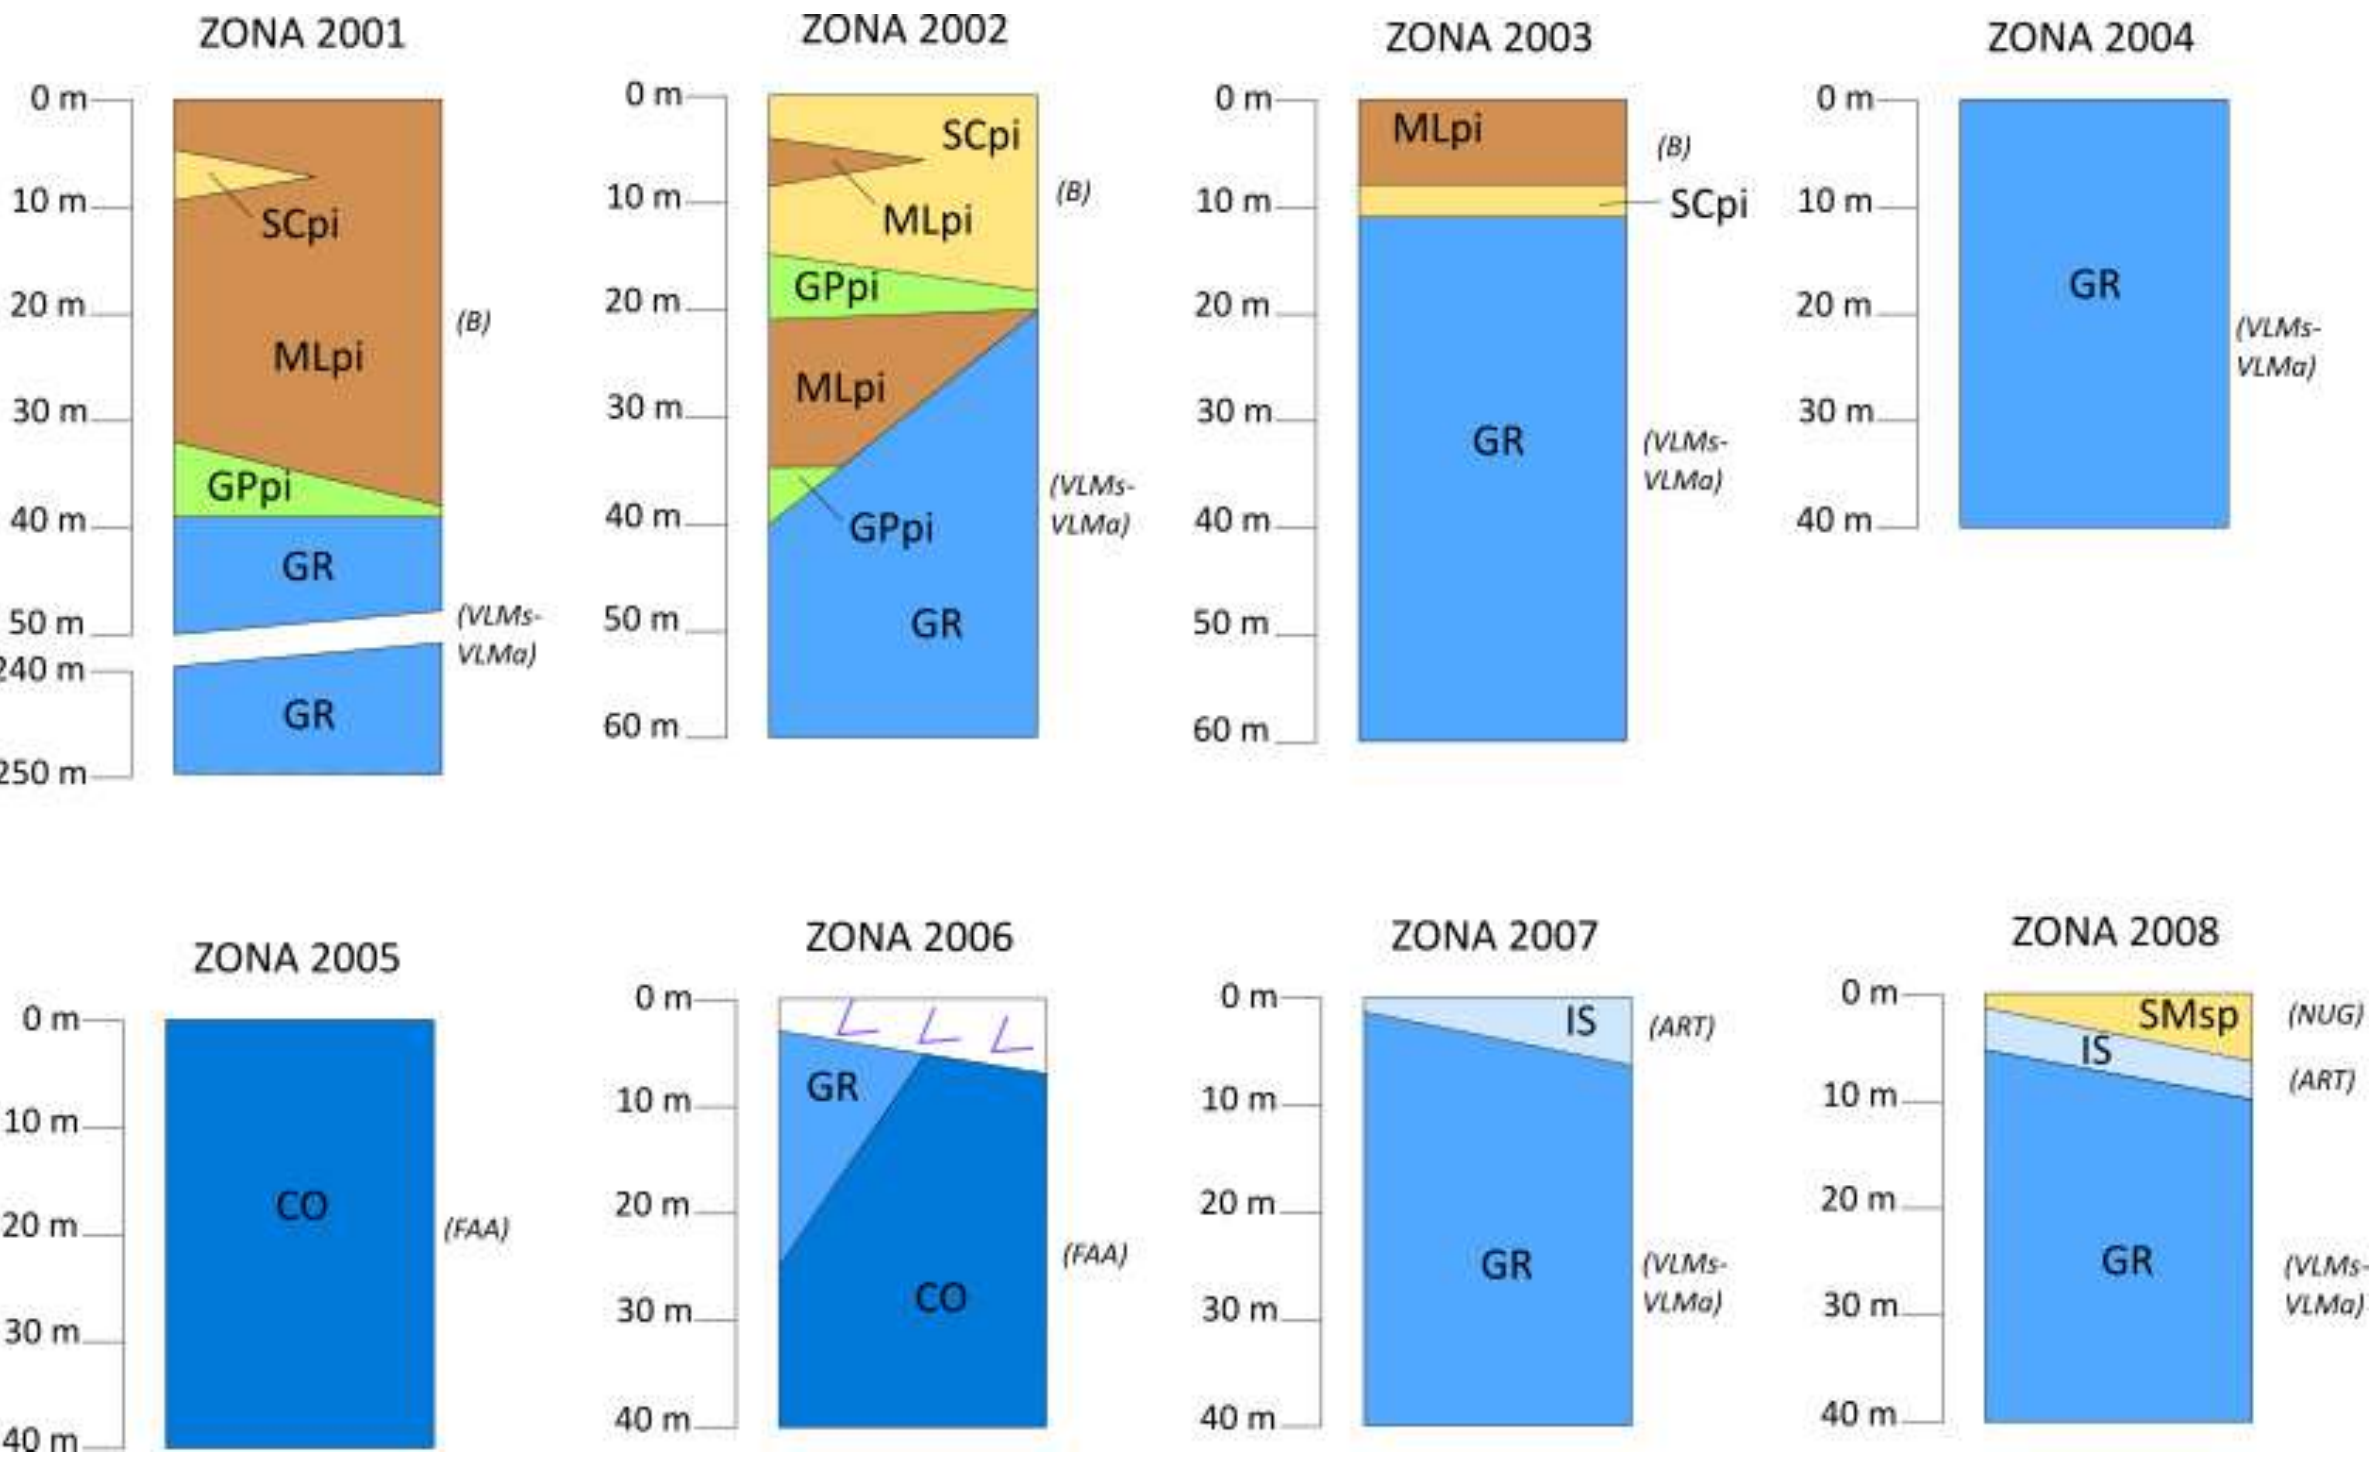 ZONA 2001
0 m
10 m
20 m
30 m
40 m
50 m
240 m
250 m
SCpi
MLpi
GPpi
GR
GR
(B)
(VLMs-
VLMa)
ZONA 2002
0 m
10 m
20 m
30 m
40 m
50 m
60 m
SCpi
MLpi
GPpi
MLpi
GPpi
GR
(B)
(VLMs-
VLMa)
ZONA 2003
0 m
10 m
20 m
30 m
40 m
50 m
60 m
MLpi
(B)
SCpi
GR
(VLMs-
VLMa)
ZONA 2004
0 m
10 m
20 m
30 m
40 m
GR
(VLMs-
VLMa)
ZONA 2005
0 m
10 m
20 m
30 m
40 m
CO
(FAA)
ZONA 2006
0 m
10 m
20 m
30 m
40 m
GR
CO
(FAA)
ZONA 2007
0 m
10 m
20 m
30 m
40 m
IS
(ART)
GR
(VLMs-
VLMa)
ZONA 2008
0 m
10 m
20 m
30 m
40 m
SMsp
(NUG)
IS
(ART)
GR
(VLMs-
VLMa)